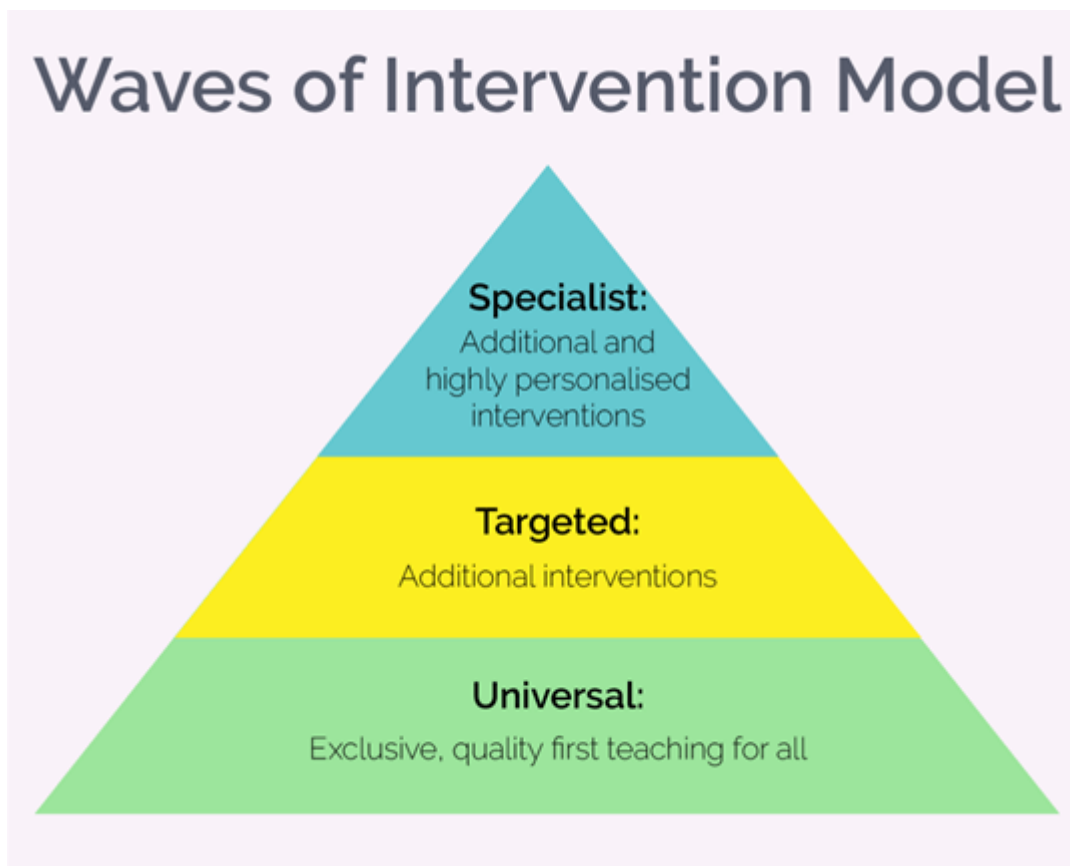 Waves of Intervention Model
Specialist:
Additional and
highly personalised
interventions
Targeted:
Additional interventions
Universal:
Exclusive, quality first teaching for all